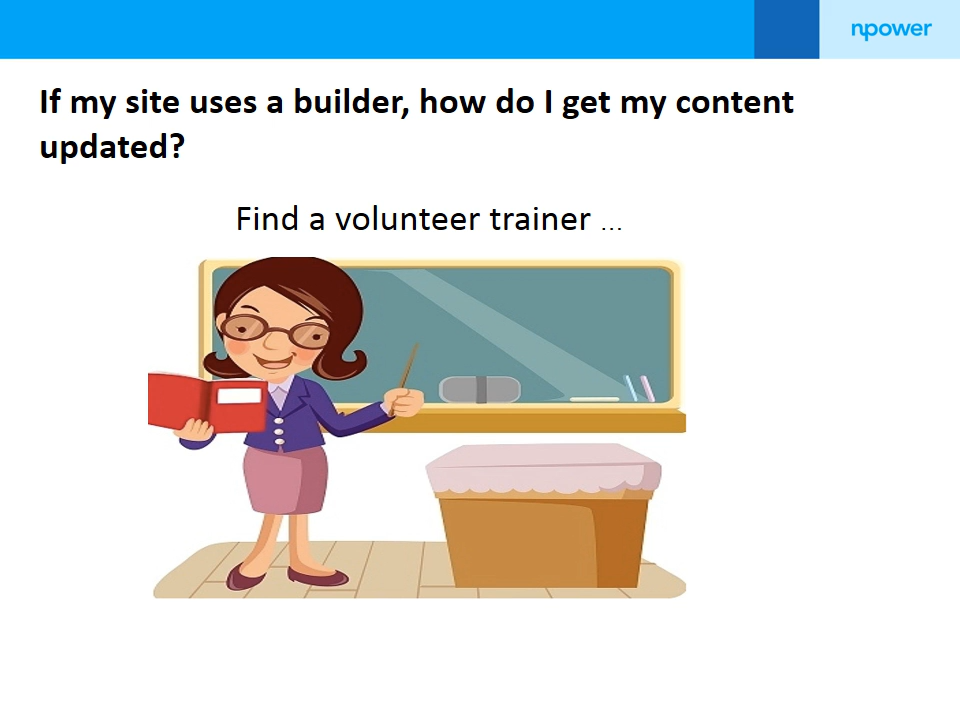 npower
If my site uses a builder, how do I get my content
updated?
Find a volunteer trainer ...